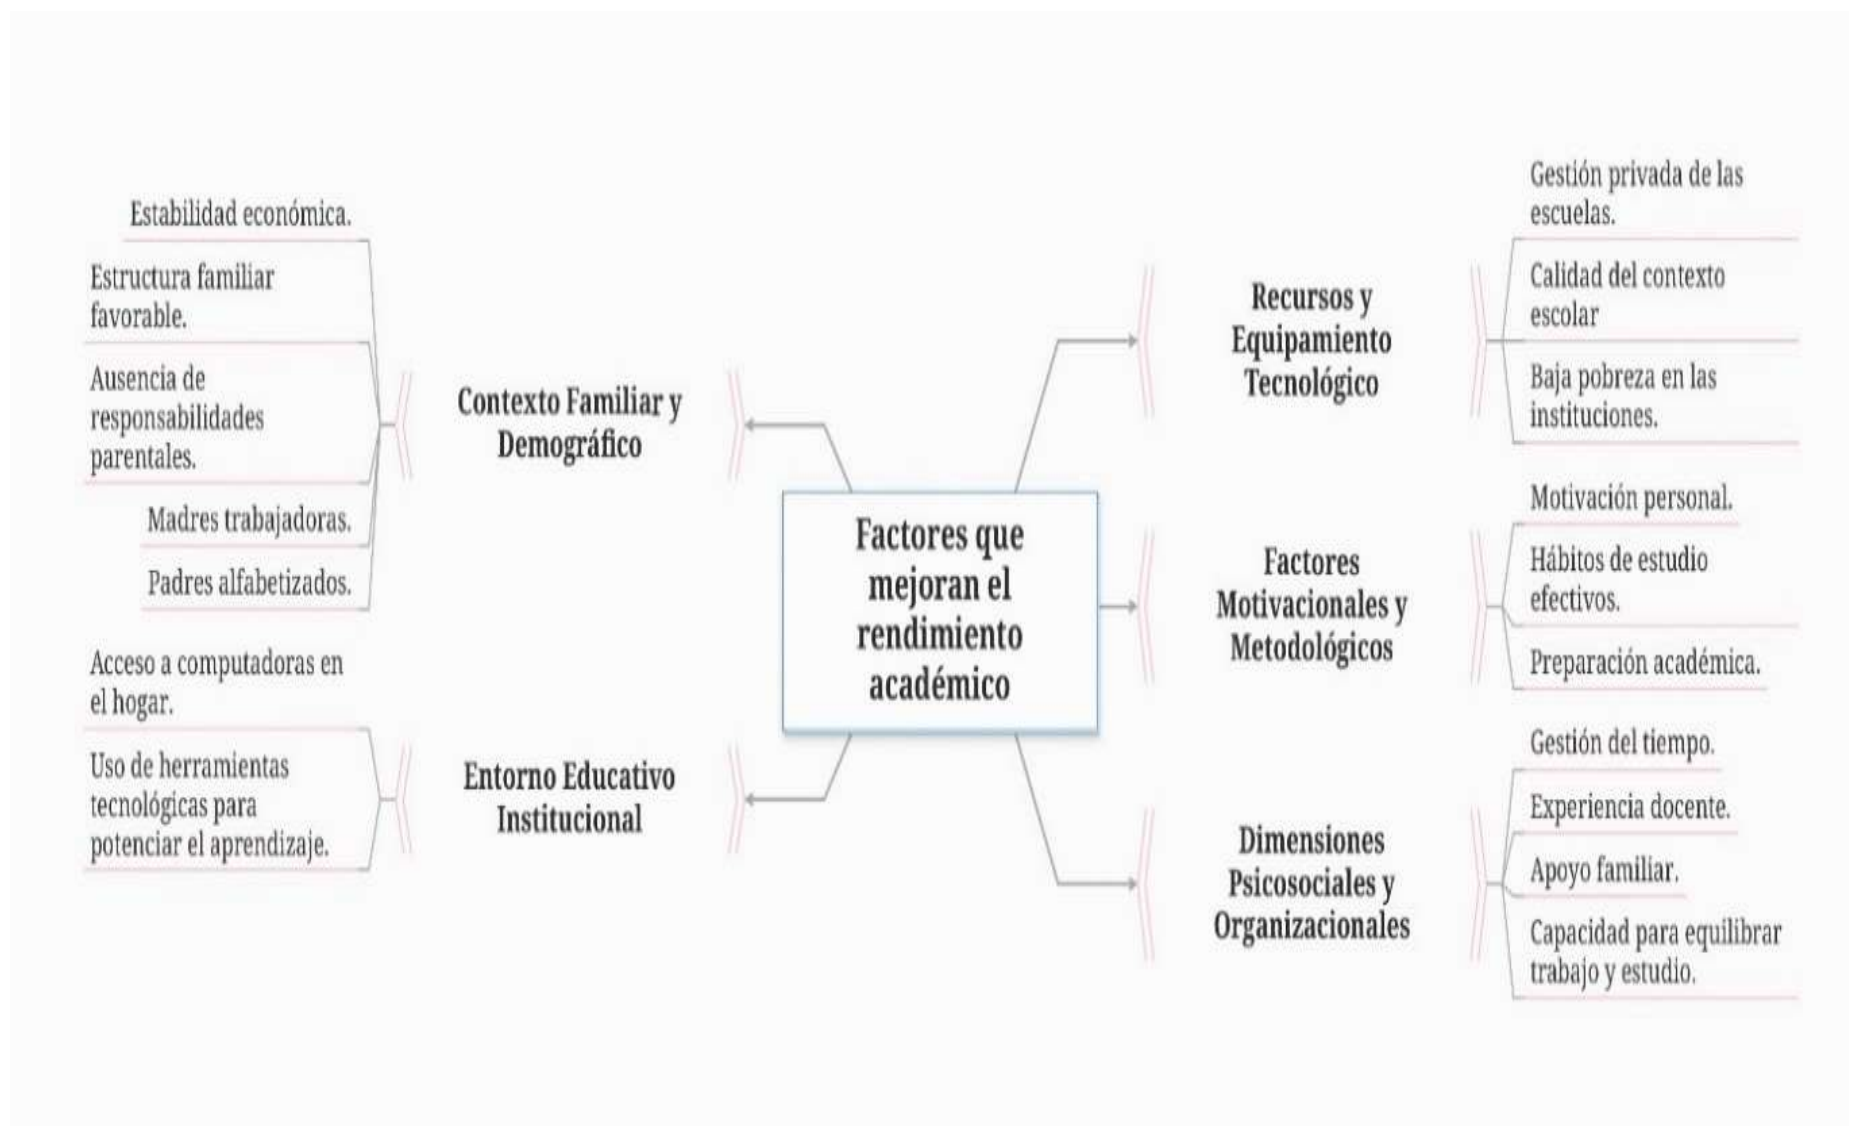 Factores que
mejoran el
rendimiento
académico
Contexto Familiar y
Demográfico
Estabilidad económica.
Estructura familiar
favorable.
Ausencia de
responsabilidades
parentales.
Madres trabajadoras.
Padres alfabetizados.
Entorno Educativo
Institucional
Acceso a computadoras en
el hogar.
Uso de herramientas
tecnológicas para
potenciar el aprendizaje.
Recursos y
Equipamiento
Tecnológico
Gestión privada de las
escuelas.
Calidad del contexto
escolar
Baja pobreza en las
instituciones.
Factores
Motivacionales y
Metodológicos
Motivación personal.
Hábitos de estudio
efectivos.
Preparación académica.
Dimensiones
Psicosociales y
Organizacionales
Gestión del tiempo.
Experiencia docente.
Apoyo familiar.
Capacidad para equilibrar
trabajo y estudio.